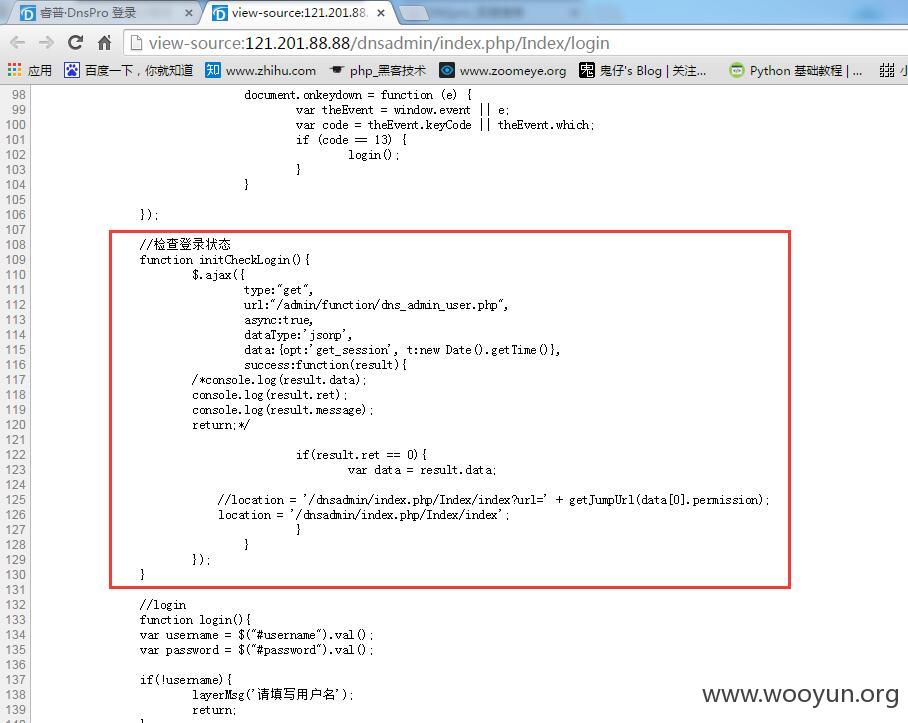 睿普·DnsPro 登录
view-source:121.201.88.88
view-source:121.201.88.88/dnsadmin/index.php/Index/login
应用 百度一下，你就知道 www.zhihu.com php_黑客技术 www.zoomeye.org 鬼仔's Blog | 关注... Python 基础教程 | ... 小
98 document.onkeydown = function (e) {
99 var theEvent = window.event || e;
100 var code = theEvent.keyCode || theEvent.which;
101 if (code == 13) {
102 login();
103 }
104 }
105
106 });
107
108 //检查登录状态
109 function initCheckLogin(){
110 $.ajax({
111 type:"get",
112 url:"/admin/function/dns_admin_user.php",
113 async:true,
114 dataType:'jsonp',
115 data:{opt:'get_session', t:new Date().getTime()},
116 success:function(result){
117 /*console.log(result.data);
118 console.log(result.ret);
119 console.log(result.message);
120 return;*/
121
122 if(result.ret == 0){
123 var data = result.data;
124
125 //location = '/dnsadmin/index.php/Index/index?url=' + getJumpUrl(data[0].permission);
126 location = '/dnsadmin/index.php/Index/index';
127 }
128 }
129 });
130 }
131
132 //login
133 function login(){
134 var username = $("#username").val();
135 var password = $("#password").val();
136
137 if(!username){
138 layerMsg('请填写用户名');
139 return;
www.wooyun.org